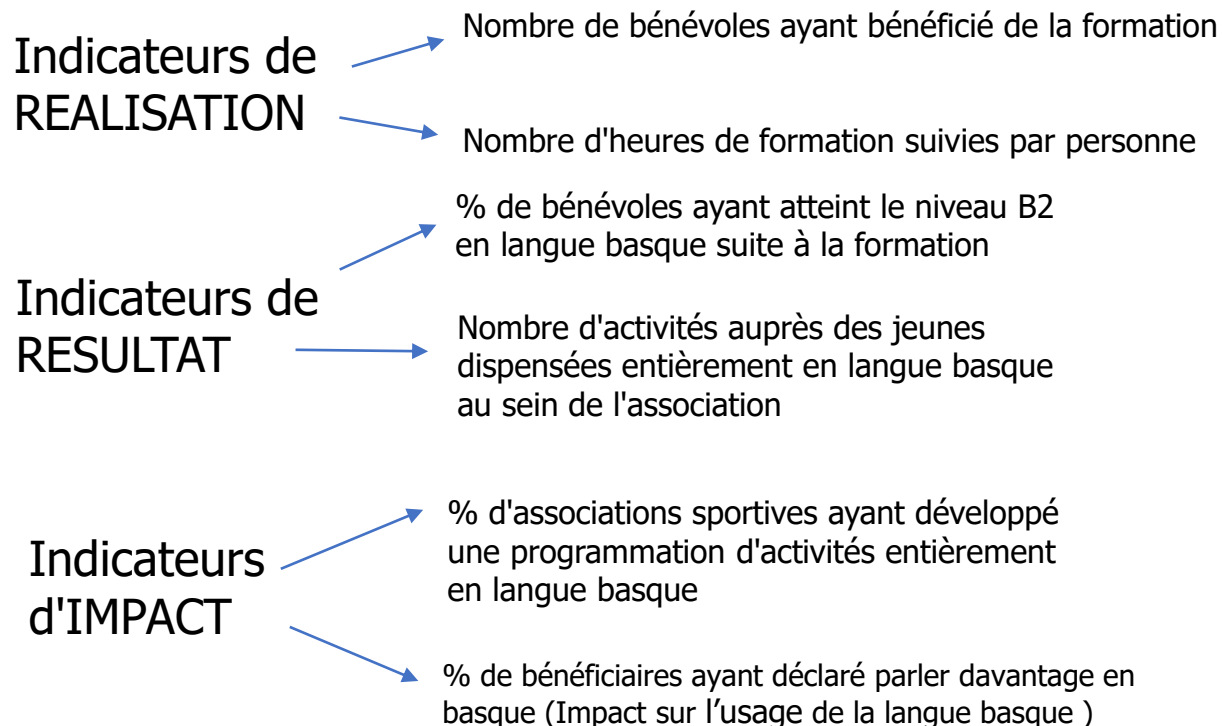 Indicateurs de
REALISATION
Nombre de bénévoles ayant bénéficié de la formation
Nombre d'heures de formation suivies par personne
Indicateurs de
RESULTAT
% de bénévoles ayant atteint le niveau B2
en langue basque suite à la formation
Nombre d'activités auprès des jeunes
dispensées entièrement en langue basque
au sein de l'association
Indicateurs
d'IMPACT
% d'associations sportives ayant développé
une programmation d'activités entièrement
en langue basque
% de bénéficiaires ayant déclaré parler davantage en
basque (Impact sur l’usage de la langue basque )